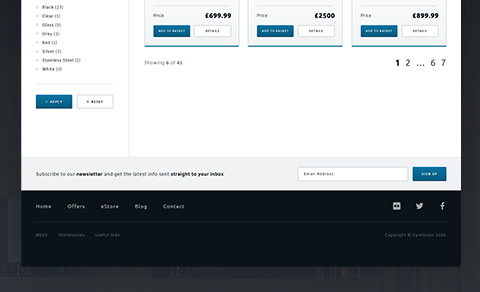 Black (23)
Clear (1)
Glass (5)
Grey (2)
Red (1)
Silver (5)
Stainless Steel (2)
White (3)
✓ APPLY ✕ RESET
Price £699.99
ADD TO BASKET DETAILS
Price £2500
ADD TO BASKET DETAILS
Price £899.99
ADD TO BASKET DETAILS
Showing 6 of 41
1 2 ... 6 7
Subscribe to our newsletter and get the latest info sent straight to your inbox
Email Address
SIGN UP
Home Offers eStore Blog Contact
WEEE Testimonials Useful links
Copyright ©